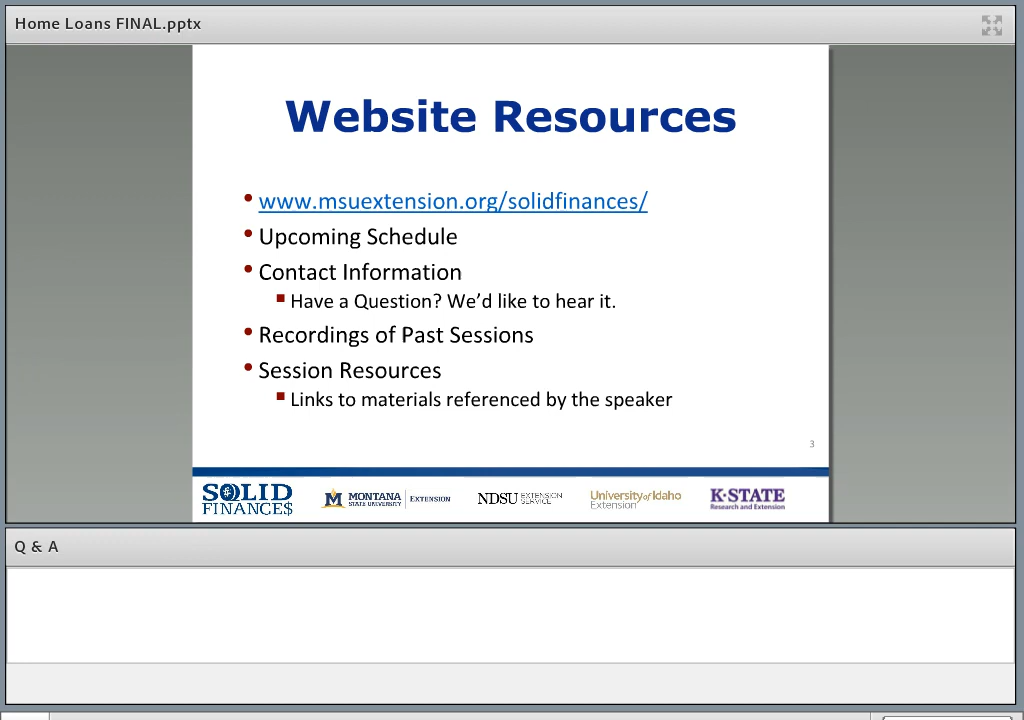 Home Loans FINAL.pptx
Website Resources
• www.msuextension.org/solidfinances/
• Upcoming Schedule
• Contact Information
▪ Have a Question? We'd like to hear it.
• Recordings of Past Sessions
• Session Resources
▪ Links to materials referenced by the speaker
3
SOLID
FINANCE$
M MONTANA
STATE UNIVERSITY
EXTENSION
NDSU EXTENSION
SERVICE
University of Idaho
Extension
K-STATE
Research and Extension
Q & A